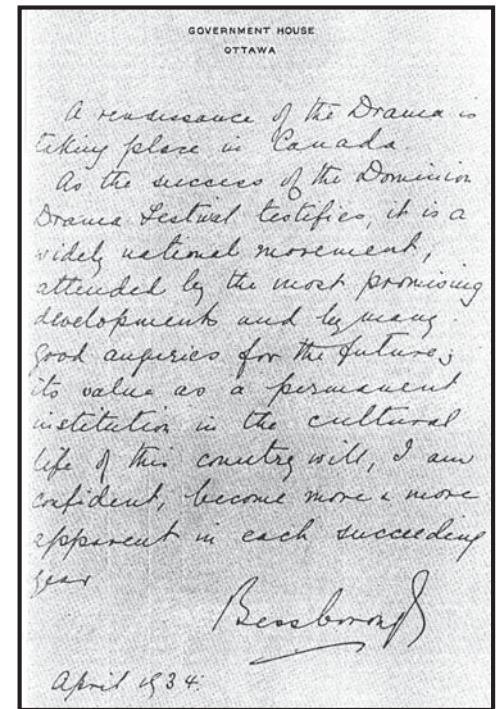 GOVERNMENT HOUSE
OTTAWA
A renaissance of the Drama is
taking place in Canada.
As the success of the Dominion
Drama Festival testifies, it is a
widely national movement,
attended by the most promising
developments and by many
good auguries for the future;
its value as a permanent
institution in the cultural
life of this country will, I am
confident, become more & more
apparent in each succeeding
year
Bessborough
April 1934.